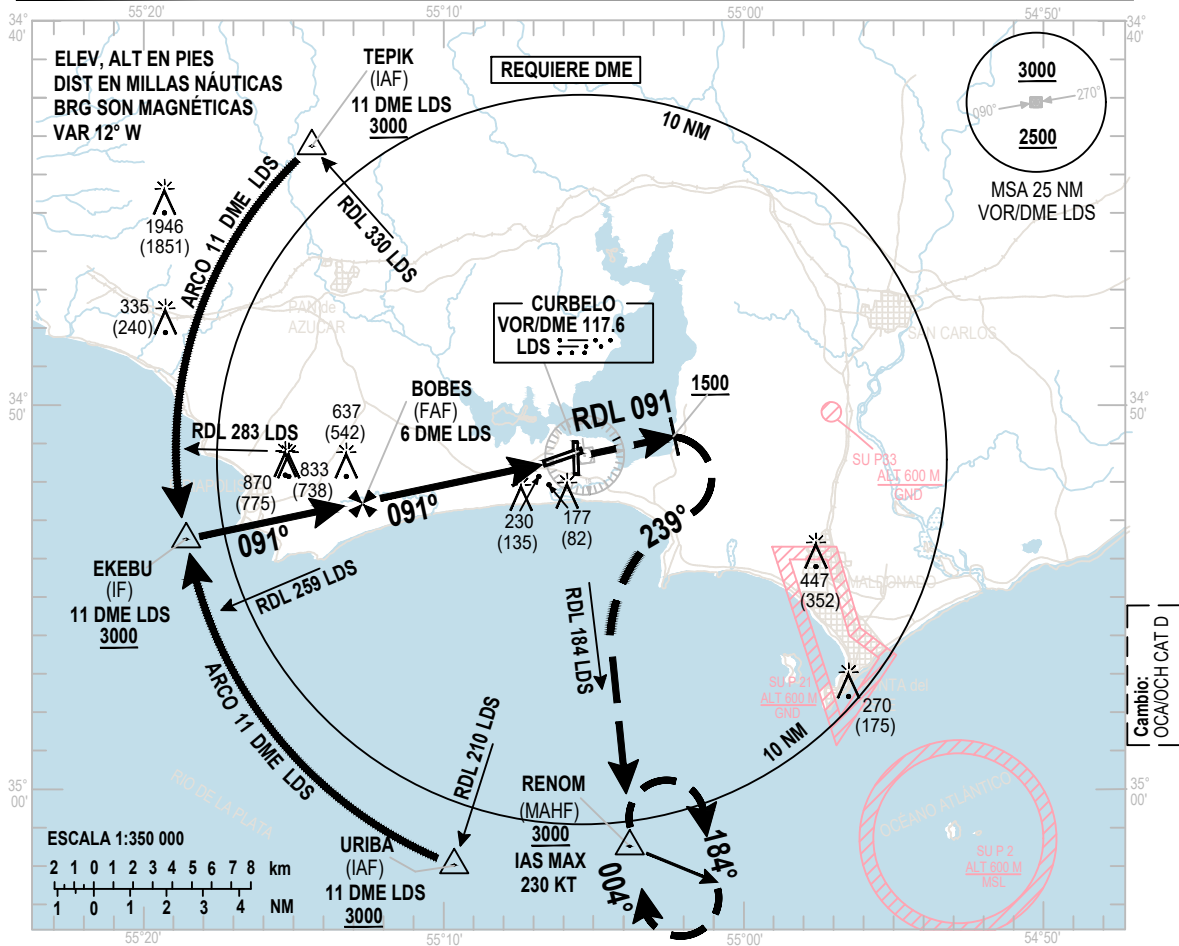 55°20'
55°10'
55°00'
54°50'
34°
40'
34°
40'
ELEV, ALT EN PIES
DIST EN MILLAS NÁUTICAS
BRG SON MAGNÉTICAS
VAR 12° W
TEPIK
(IAF)
11 DME LDS
3000
REQUIERE DME
10 NM
3000
090°
270°
2500
MSA 25 NM
VOR/DME LDS
ARCO 11 DME LDS
RDL 330 LDS
1946
(1851)
335
(240)
PAN de
AZUCAR
CURBELO
VOR/DME 117.6
LDS
SAN CARLOS
34°
50'
34°
50'
BOBES
(FAF)
6 DME LDS
637
(542)
RDL 283 LDS
870
(775)
833
(738)
RDL 091
1500
SU P33
ALT 600 M
GND
091°
091°
230
(135)
177
(82)
239°
EKEBU
(IF)
11 DME LDS
3000
RDL 259 LDS
RDL 184 LDS
447
(352)
MALDONADO
SU P 21
ALT 600 M
GND
NTA del
270
(175)
10 NM
Cambio:
OCA/OCH CAT D
ARCO 11 DME LDS
RDL 210 LDS
RIO DE LA PLATA
RENOM
(MAHF)
3000
IAS MAX
230 KT
184°
004°
OCÉANO ATLÁNTICO
SU P 2
ALT 600 M
MSL
35°
00'
35°
00'
URIBA
(IAF)
11 DME LDS
3000
ESCALA 1:350 000
2 1 0 1 2 3 4 5 6 7 8 km
1 0 1 2 3 4 NM
55°20'
55°10'
55°00'
54°50'